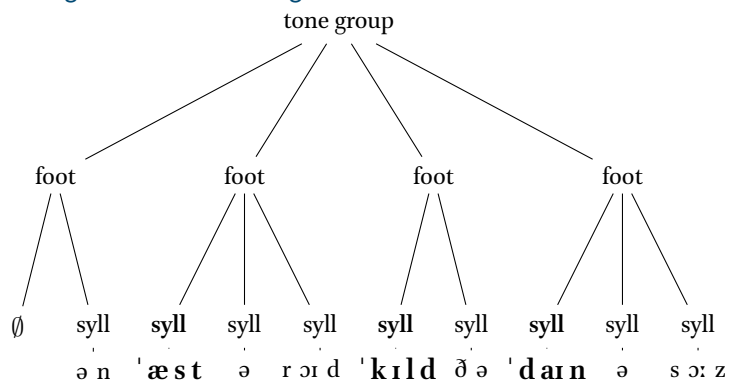 tone group
foot foot foot foot
∅ syll syll syll syll syll syll syll syll syll
ə n ˈæ s t ə r ɔɪ d ˈk ɪ l d ð ə ˈd aɪ n ə s ɔː z